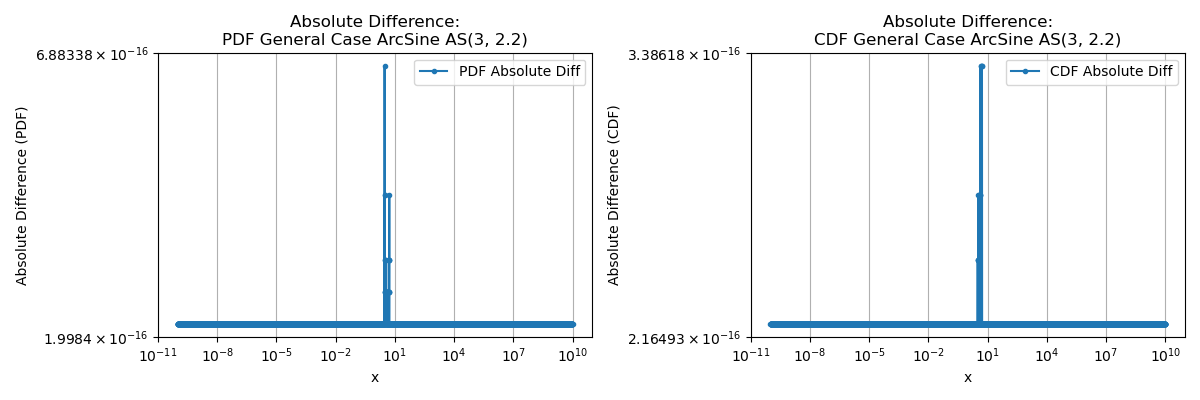 Absolute Difference:
PDF General Case ArcSine AS(3, 2.2)
6.88338 × 10⁻¹⁶
1.9984 × 10⁻¹⁶
Absolute Difference (PDF)
PDF Absolute Diff
10⁻¹¹ 10⁻⁸ 10⁻⁵ 10⁻² 10¹ 10⁴ 10⁷ 10¹⁰
x
Absolute Difference:
CDF General Case ArcSine AS(3, 2.2)
3.38618 × 10⁻¹⁶
2.16493 × 10⁻¹⁶
Absolute Difference (CDF)
CDF Absolute Diff
10⁻¹¹ 10⁻⁸ 10⁻⁵ 10⁻² 10¹ 10⁴ 10⁷ 10¹⁰
x